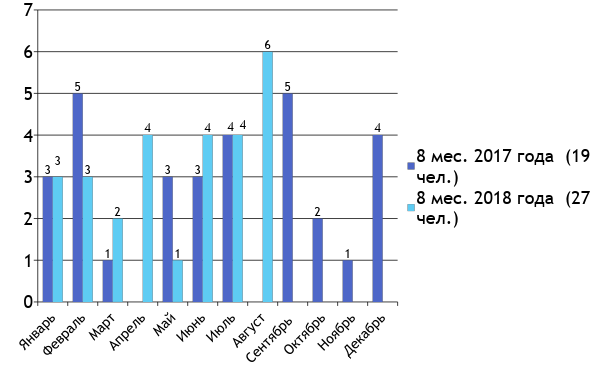 7
6
5
4
3
2
1
0
3 3
5 3
1 2
4
3 1
3 4
4 4
6
5
2
1
4
Январь
Февраль
Март
Апрель
Май
Июнь
Июль
Август
Сентябрь
Октябрь
Ноябрь
Декабрь
8 мес. 2017 года (19
чел.)
8 мес. 2018 года (27
чел.)